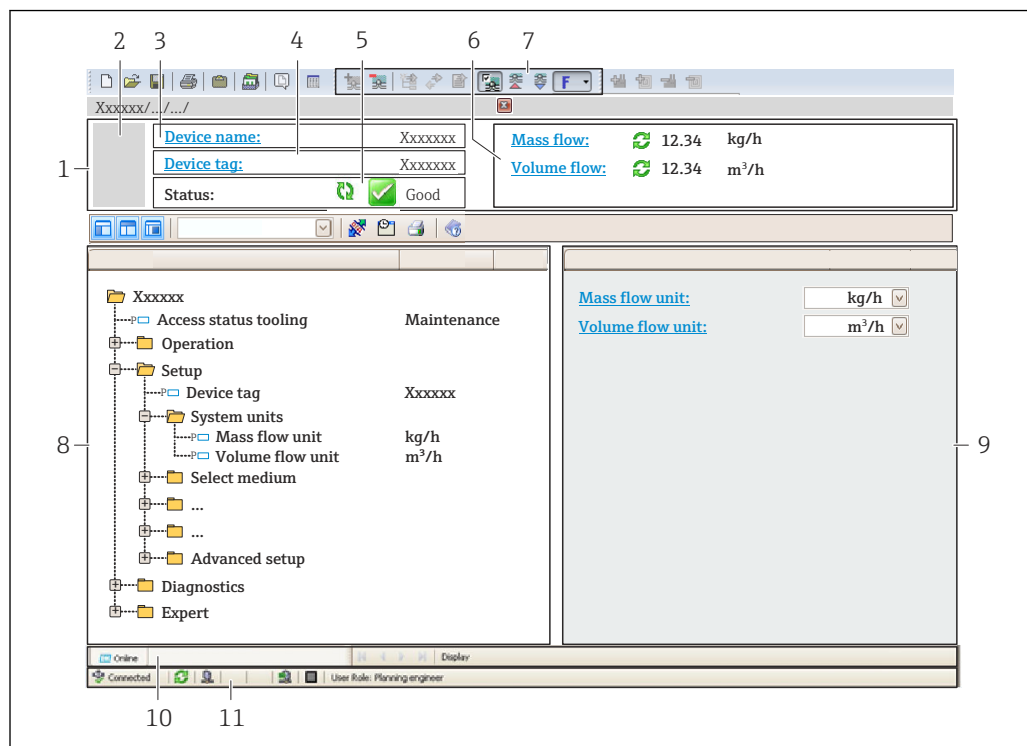 2 3 4 5 6 7
F
Xxxxxx/.../.../
1
Device name: Xxxxxxx
Mass flow: 12.34 kg/h
Device tag: Xxxxxxx
Volume flow: 12.34 m³/h
Status: Good
8
9
Xxxxxx
Access status tooling Maintenance
Operation
Setup
Device tag Xxxxxx
System units
Mass flow unit kg/h
Volume flow unit m³/h
Select medium
...
...
Advanced setup
Diagnostics
Expert
Mass flow unit: kg/h
Volume flow unit: m³/h
Online Display
Connected User Role: Planning engineer
10 11